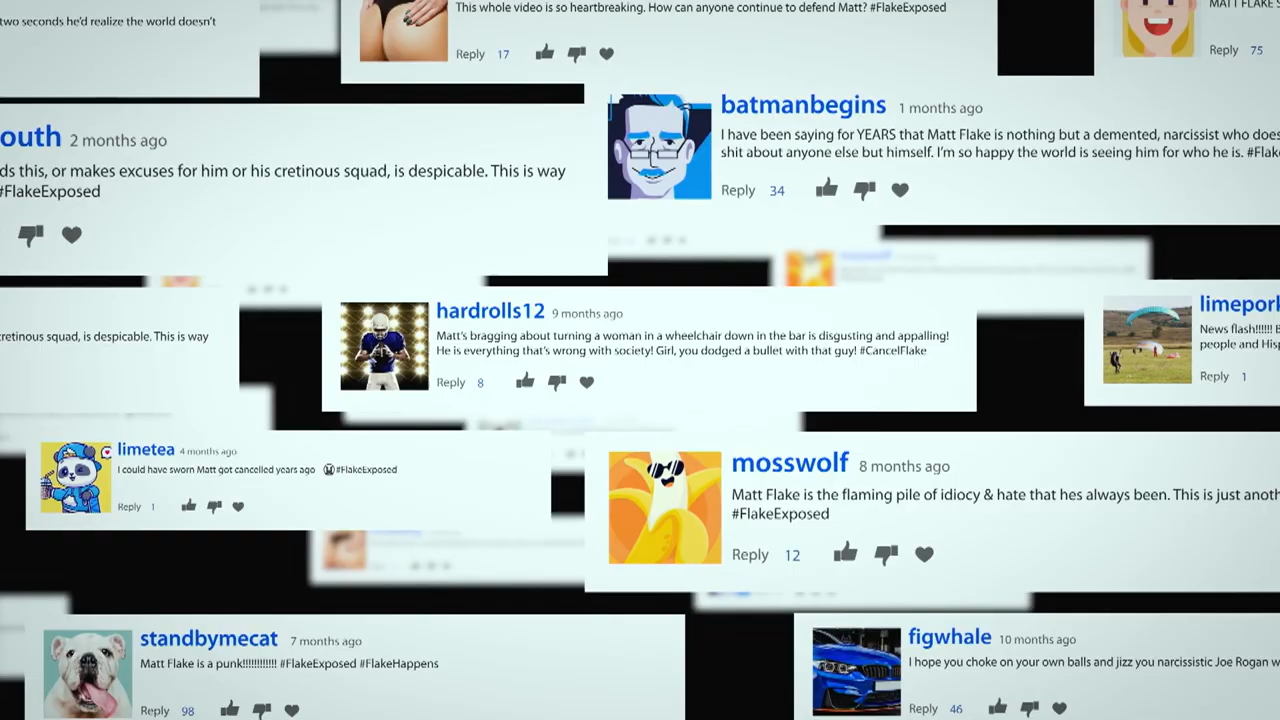 two seconds he'd realize the world doesn't
This whole video is so heartbreaking. How can anyone continue to defend Matt? #FlakeExposed
Reply 17
MATT FLAKE S
Reply 75
outh 2 months ago
ds this, or makes excuses for him or his cretinous squad, is despicable. This is way
#FlakeExposed
batmanbegins 1 months ago
I have been saying for YEARS that Matt Flake is nothing but a demented, narcissist who does
shit about anyone else but himself. I'm so happy the world is seeing him for who he is. #Flake
Reply 34
cretinous squad, is despicable. This is way
hardrolls12 9 months ago
Matt's bragging about turning a woman in a wheelchair down in the bar is disgusting and appalling!
He is everything that's wrong with society! Girl, you dodged a bullet with that guy! #CancelFlake
Reply 8
limepork
News flash!!!!!! B
people and Hisp
Reply 1
limetea 4 months ago
I could have sworn Matt got cancelled years ago #FlakeExposed
Reply 1
mosswolf 8 months ago
Matt Flake is the flaming pile of idiocy & hate that hes always been. This is just anoth
#FlakeExposed
Reply 12
standbymecat 7 months ago
Matt Flake is a punk!!!!!!!!!!!! #FlakeExposed #FlakeHappens
Reply 98
figwhale 10 months ago
I hope you choke on your own balls and jizz you narcissistic Joe Rogan w
Reply 46